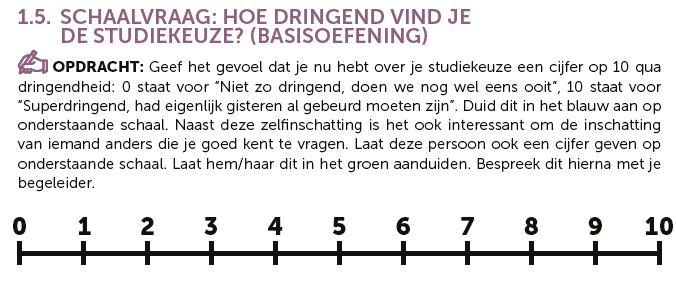 1.5. SCHAALVRAAG: HOE DRINGEND VIND JE
DE STUDIEKEUZE? (BASISOEFENING)
OPDRACHT: Geef het gevoel dat je nu hebt over je studiekeuze een cijfer op 10 qua
dringendheid: 0 staat voor “Niet zo dringend, doen we nog wel eens ooit”, 10 staat voor
“Superdringend, had eigenlijk gisteren al gebeurd moeten zijn”. Duid dit in het blauw aan op
onderstaande schaal. Naast deze zelfinschatting is het ook interessant om de inschatting
van iemand anders die je goed kent te vragen. Laat deze persoon ook een cijfer geven op
onderstaande schaal. Laat hem/haar dit in het groen aanduiden. Bespreek dit hierna met je
begeleider.
0 1 2 3 4 5 6 7 8 9 10